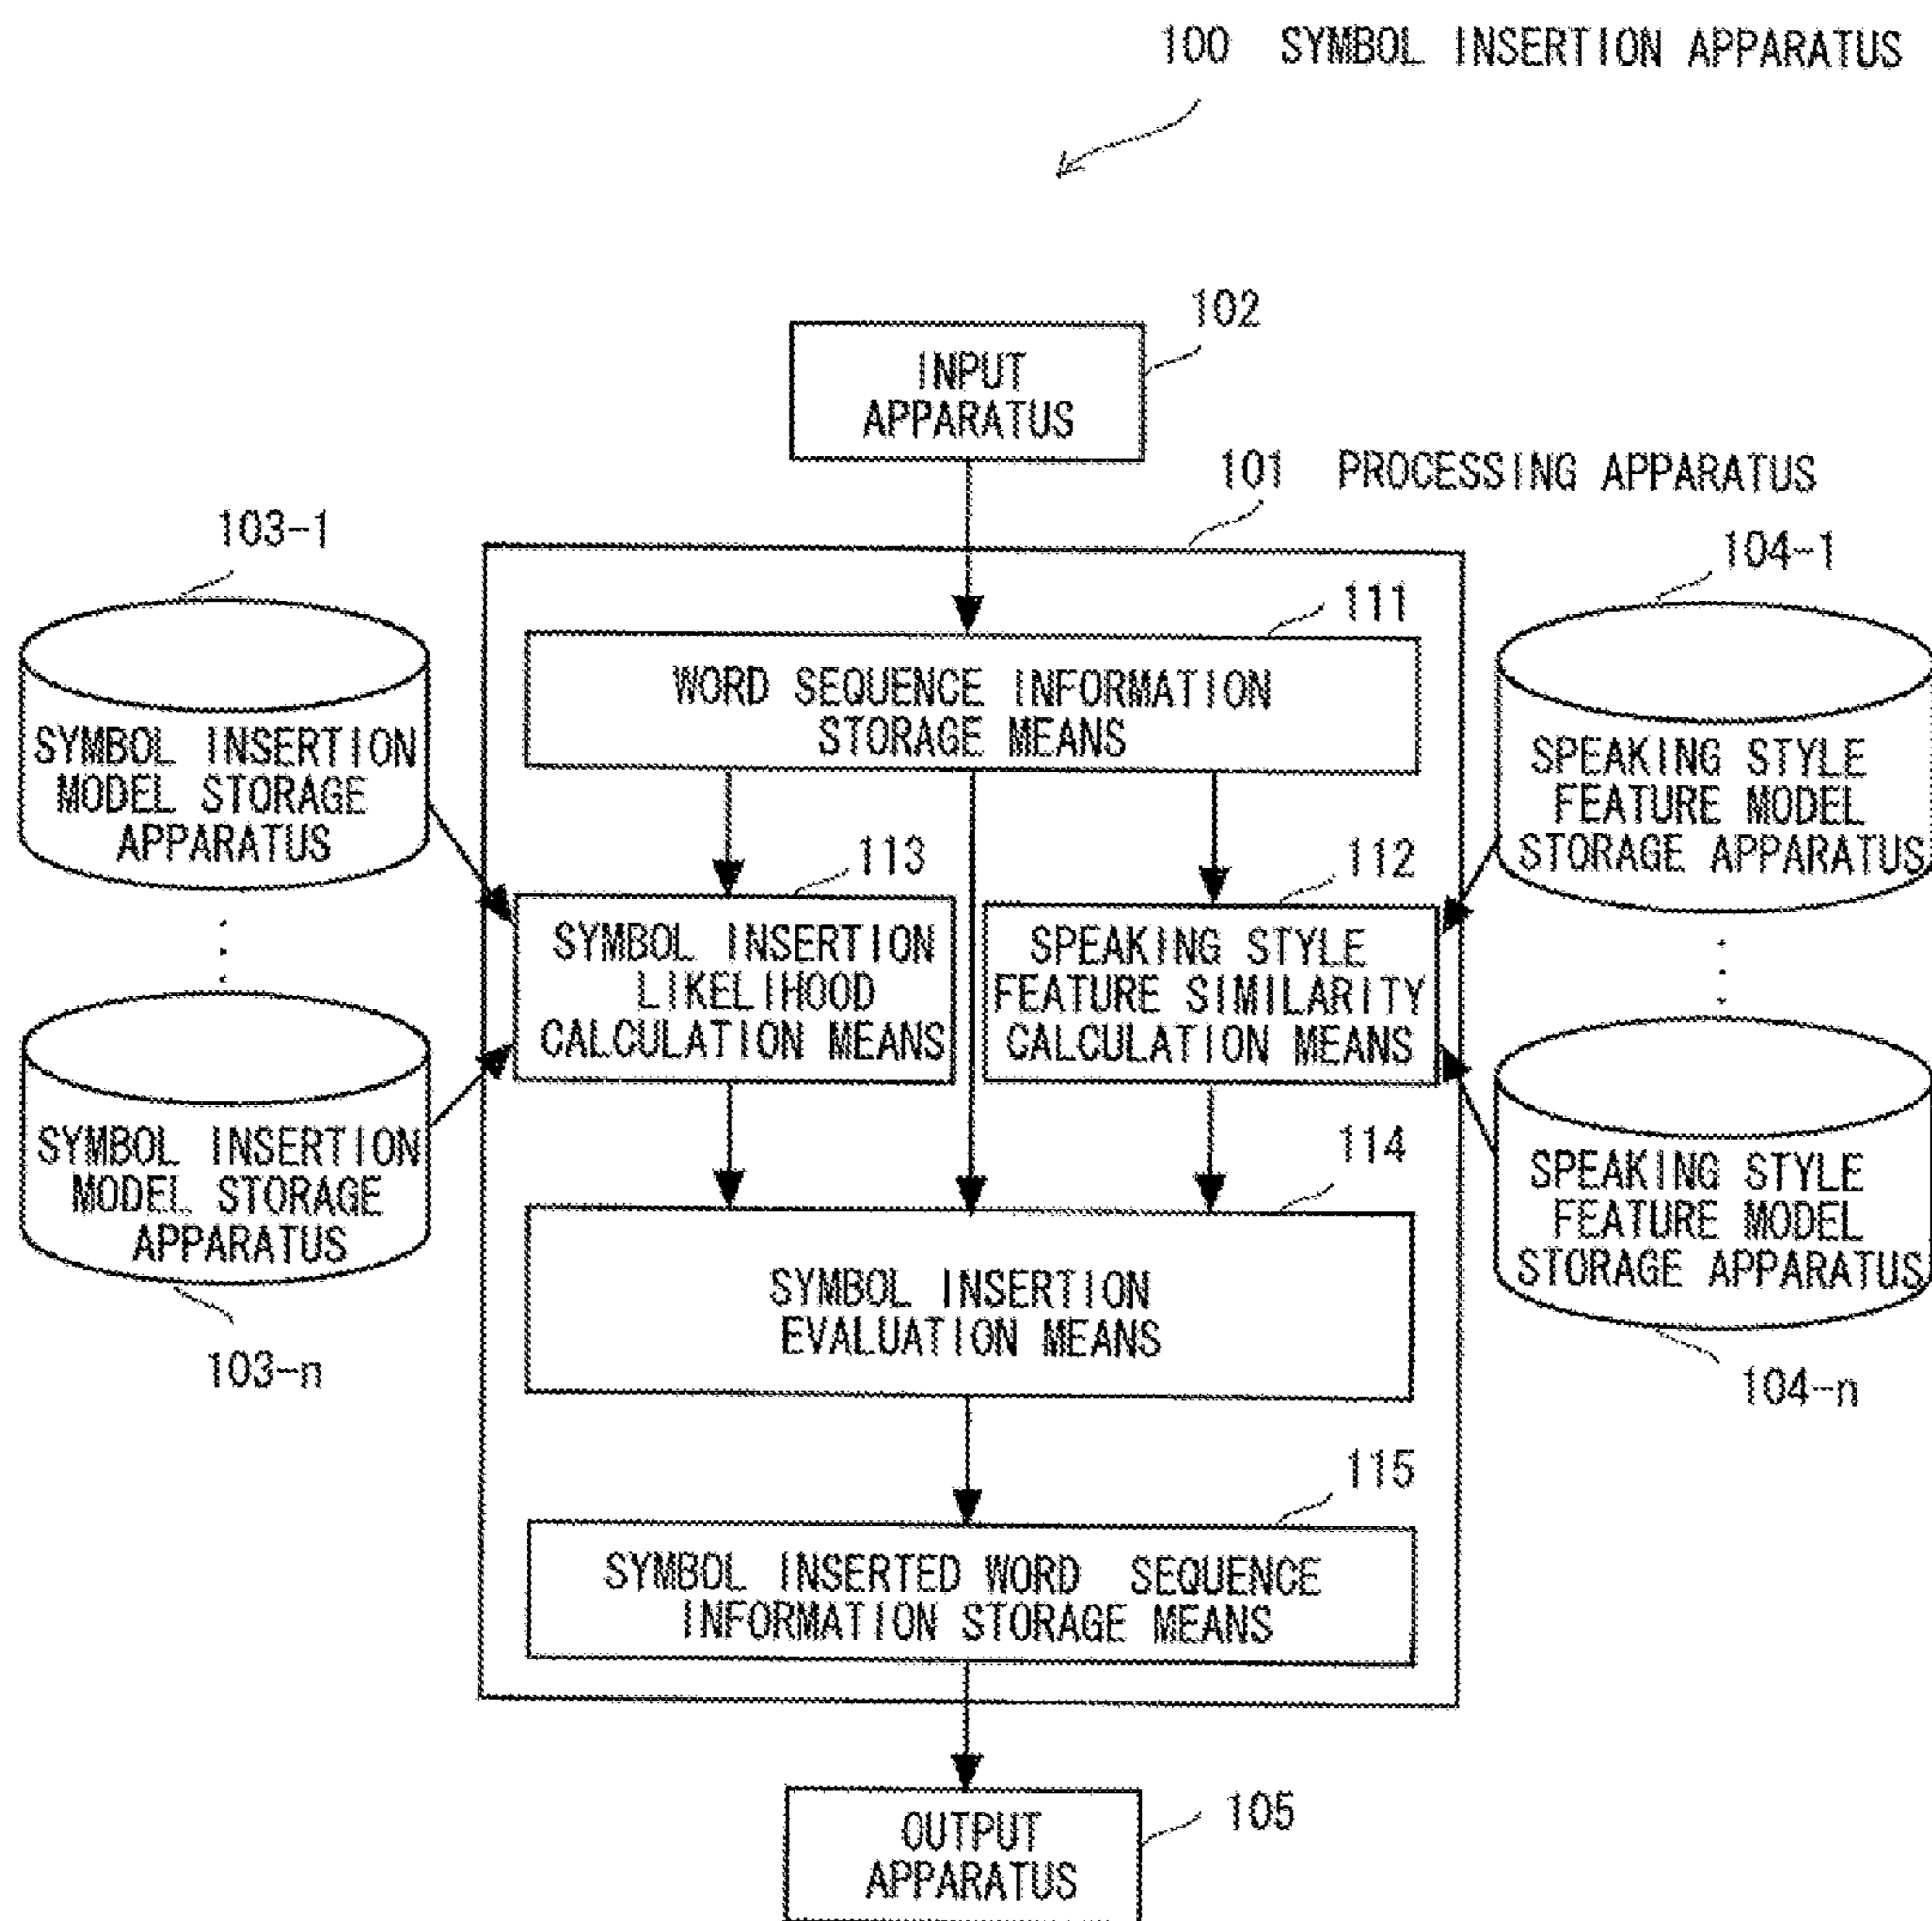 100 SYMBOL INSERTION APPARATUS
102
INPUT
APPARATUS
101 PROCESSING APPARATUS
103-1
104-1
111
WORD SEQUENCE INFORMATION
STORAGE MEANS
SYMBOL INSERTION
MODEL STORAGE
APPARATUS
SPEAKING STYLE
FEATURE MODEL
STORAGE APPARATUS
113
112
SYMBOL INSERTION
LIKELIHOOD
CALCULATION MEANS
SPEAKING STYLE
FEATURE SIMILARITY
CALCULATION MEANS
SYMBOL INSERTION
MODEL STORAGE
APPARATUS
SPEAKING STYLE
FEATURE MODEL
STORAGE APPARATUS
114
SYMBOL INSERTION
EVALUATION MEANS
103-n
104-n
115
SYMBOL INSERTED WORD SEQUENCE
INFORMATION STORAGE MEANS
105
OUTPUT
APPARATUS